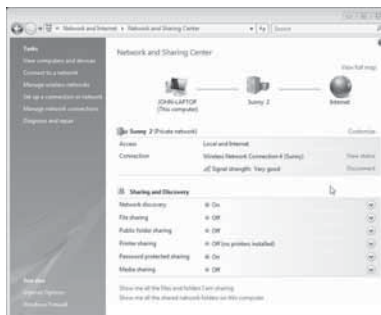 Network and Internet ▸ Network and Sharing Center
Search
Tasks
View computers and devices
Connect to a network
Manage wireless networks
Set up a connection or network
Manage network connections
Diagnose and repair
See also
Internet Options
Windows Firewall
Network and Sharing Center
View full map
JOHN-LAPTOP
(This computer)
Sunny 2
Internet
Sunny 2 (Private network)
Customize
Access
Local and Internet
Connection
Wireless Network Connection 4 (Sunny)
View status
Signal strength: Very good
Disconnect
Sharing and Discovery
Network discovery
On
File sharing
Off
Public folder sharing
Off
Printer sharing
Off (no printers installed)
Password protected sharing
On
Media sharing
Off
Show me all the files and folders I am sharing
Show me all the shared network folders on this computer